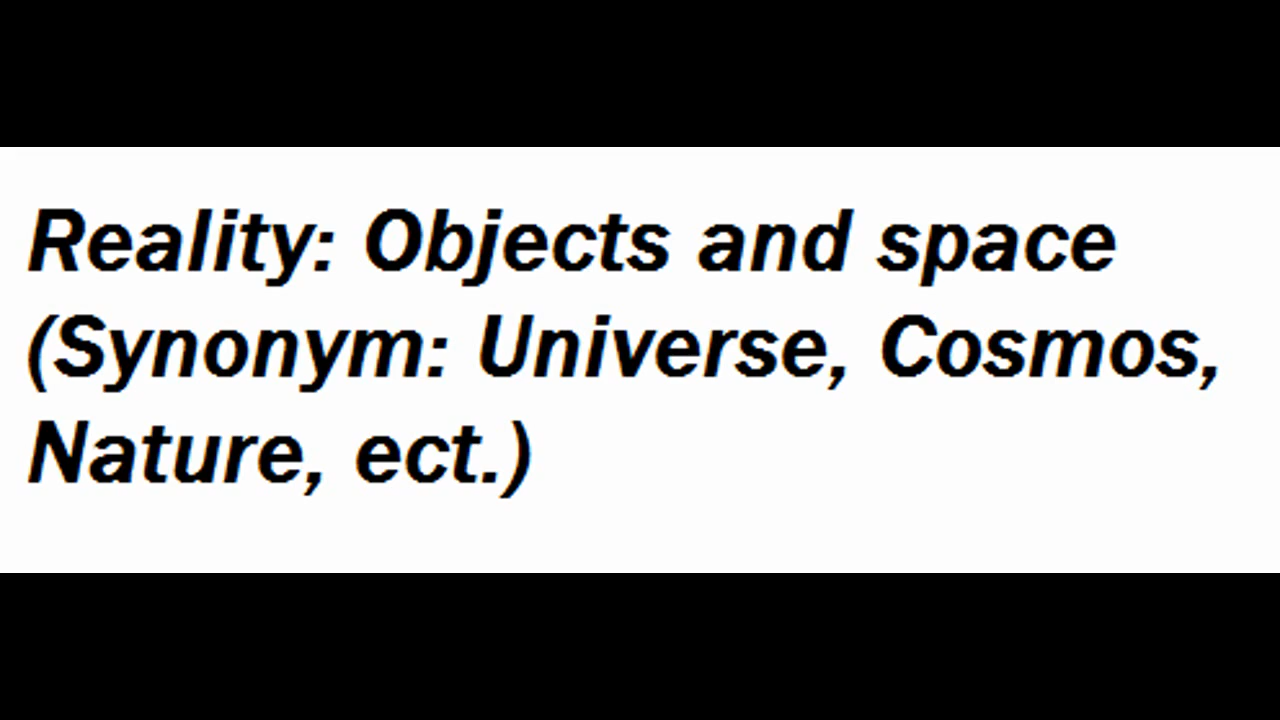 Reality: Objects and space
(Synonym: Universe, Cosmos,
Nature, ect.)